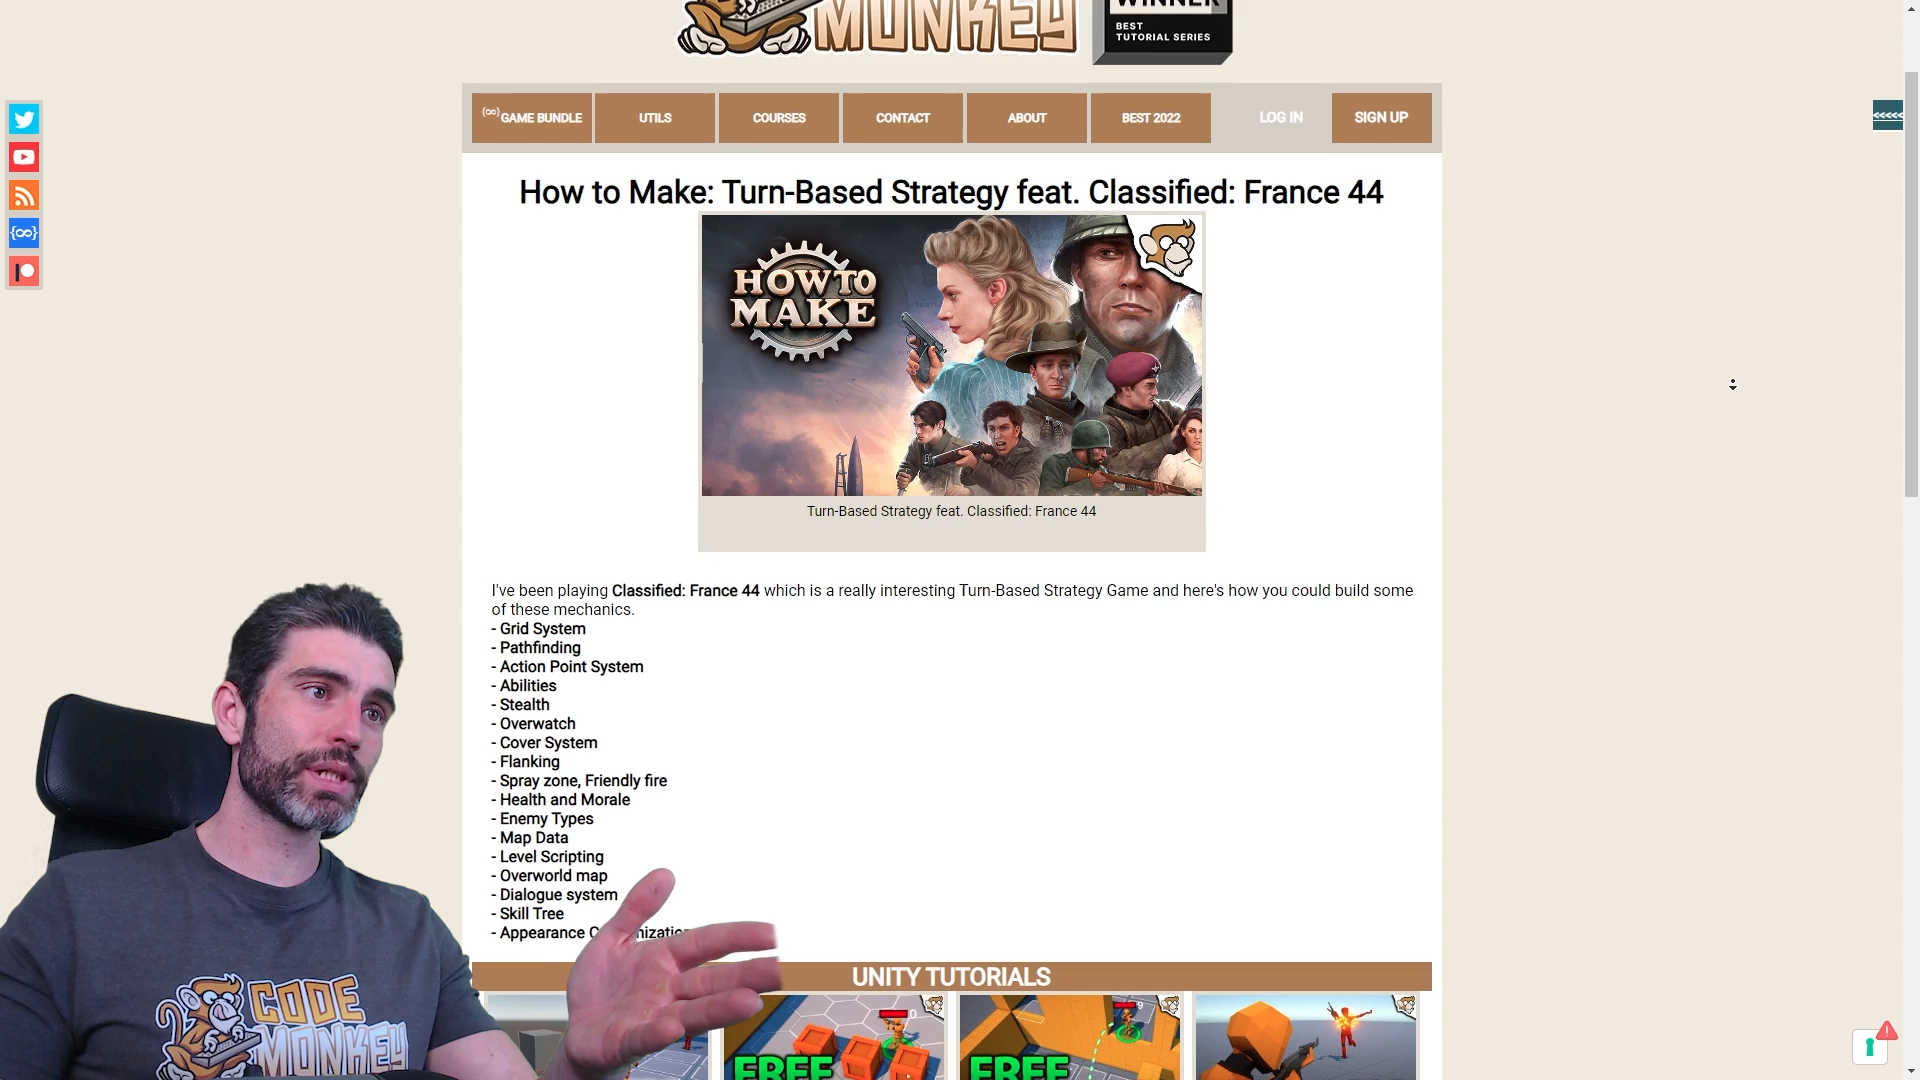 MONKEY
WINNER
BEST
TUTORIAL SERIES
{∞} GAME BUNDLE
UTILS
COURSES
CONTACT
ABOUT
BEST 2022
LOG IN
SIGN UP
<<<<<
How to Make: Turn-Based Strategy feat. Classified: France 44
HOW TO
MAKE
Turn-Based Strategy feat. Classified: France 44
I've been playing Classified: France 44 which is a really interesting Turn-Based Strategy Game and here's how you could build some
of these mechanics.
- Grid System
- Pathfinding
- Action Point System
- Abilities
- Stealth
- Overwatch
- Cover System
- Flanking
- Spray zone, Friendly fire
- Health and Morale
- Enemy Types
- Map Data
- Level Scripting
- Overworld map
- Dialogue system
- Skill Tree
- Appearance
UNITY TUTORIALS
FREE
FREE
CODE
MONKEY